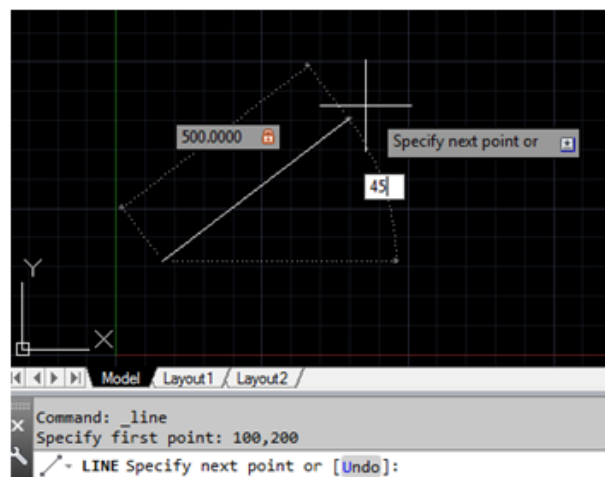 500.0000
Specify next point or
45
Y
X
Model Layout1 Layout2
Command: _line
Specify first point: 100,200
LINE Specify next point or [Undo]: